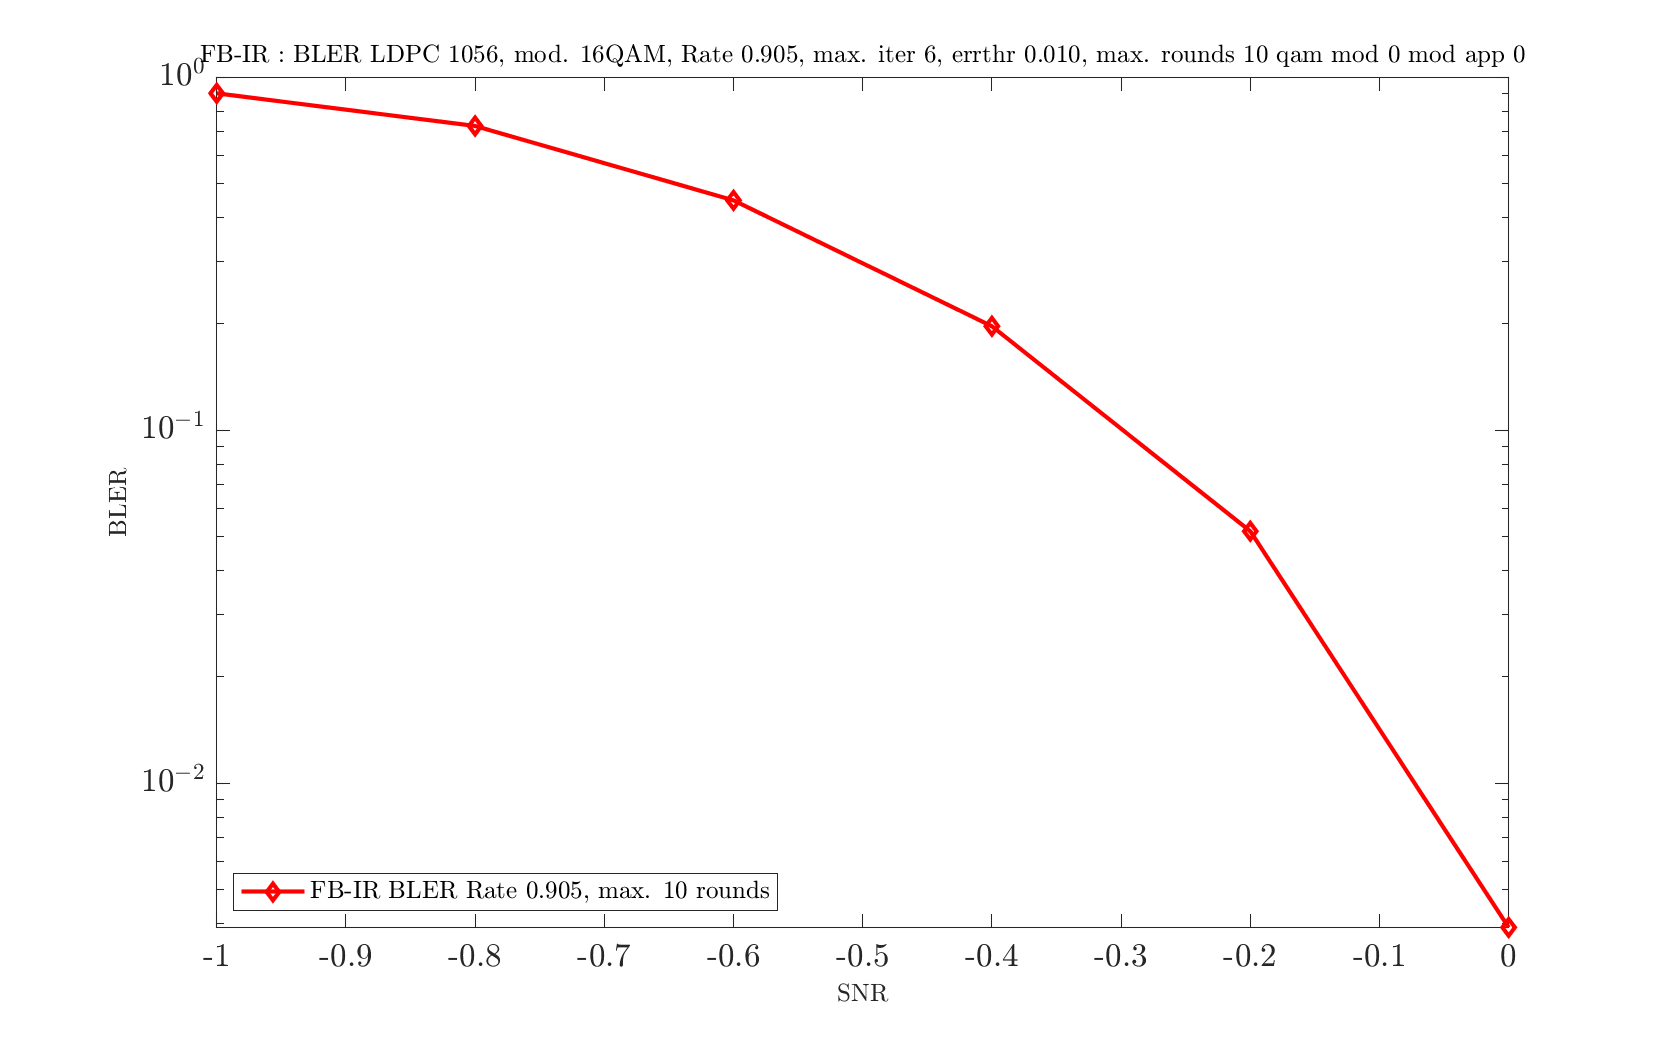 FB-IR : BLER LDPC 1056, mod. 16QAM, Rate 0.905, max. iter 6, errthr 0.010, max. rounds 10 qam mod 0 mod app 0
10^0
10^−1
10^−2
BLER
FB-IR BLER Rate 0.905, max. 10 rounds
-1 -0.9 -0.8 -0.7 -0.6 -0.5 -0.4 -0.3 -0.2 -0.1 0
SNR